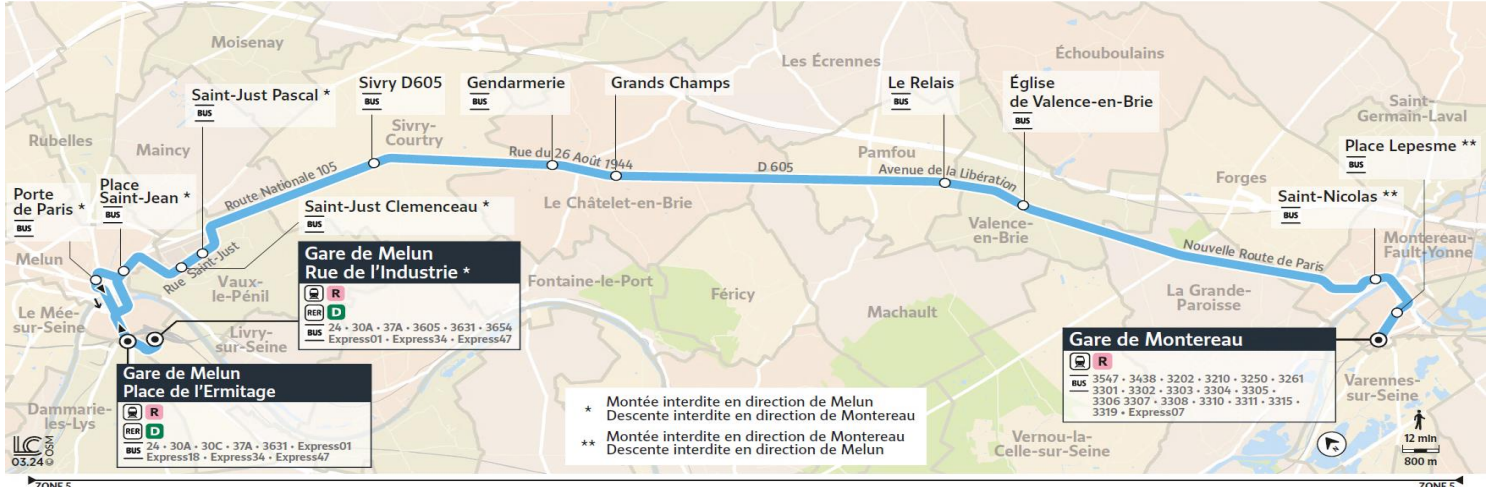 Moisenay
Les Écrennes
Échouboulains
Saint-Just Pascal *
BUS
Sivry D605
BUS
Gendarmerie
BUS
Grands Champs
Le Relais
BUS
Église
de Valence-en-Brie
BUS
Saint-
Germain-Laval
Rubelles
Maincy
Sivry-
Courtry
Rue du 26 Août 1944
D 605
Pamfou
Avenue de la Libération
Place Lepesme **
BUS
Porte
de Paris *
BUS
Place
Saint-Jean *
BUS
Route Nationale 105
Saint-Just Clemenceau *
BUS
Le Châtelet-en-Brie
Valence-
en-Brie
Forges
Saint-Nicolas **
BUS
Melun
Rue Saint-Just
Vaux-
le-Pénil
Nouvelle Route de Paris
Montereau-
Fault-Yonne
Gare de Melun
Rue de l'Industrie *
R
RER D
BUS 24 • 30A • 37A • 3605 • 3631 • 3654
Express01 • Express34 • Express47
Fontaine-le-Port
Féricy
Machault
La Grande-
Paroisse
Le Mée-
sur-Seine
Livry-
sur-Seine
Gare de Montereau
R
BUS 3547 • 3438 • 3202 • 3210 • 3250 • 3261
3301 • 3302 • 3303 • 3304 • 3305 •
3306 3307 • 3308 • 3310 • 3311 • 3315 •
3319 • Express07
Gare de Melun
Place de l'Ermitage
R
RER D
BUS 24 • 30A • 30C • 37A • 3631 • Express01
Express18 • Express34 • Express47
Varennes-
sur-Seine
Dammarie-
les-Lys
* Montée interdite en direction de Melun
Descente interdite en direction de Montereau
** Montée interdite en direction de Montereau
Descente interdite en direction de Melun
Vernou-la-
Celle-sur-Seine
12 min
800 m
LC
03.24 © OSM
ZONE 5
ZONE 5